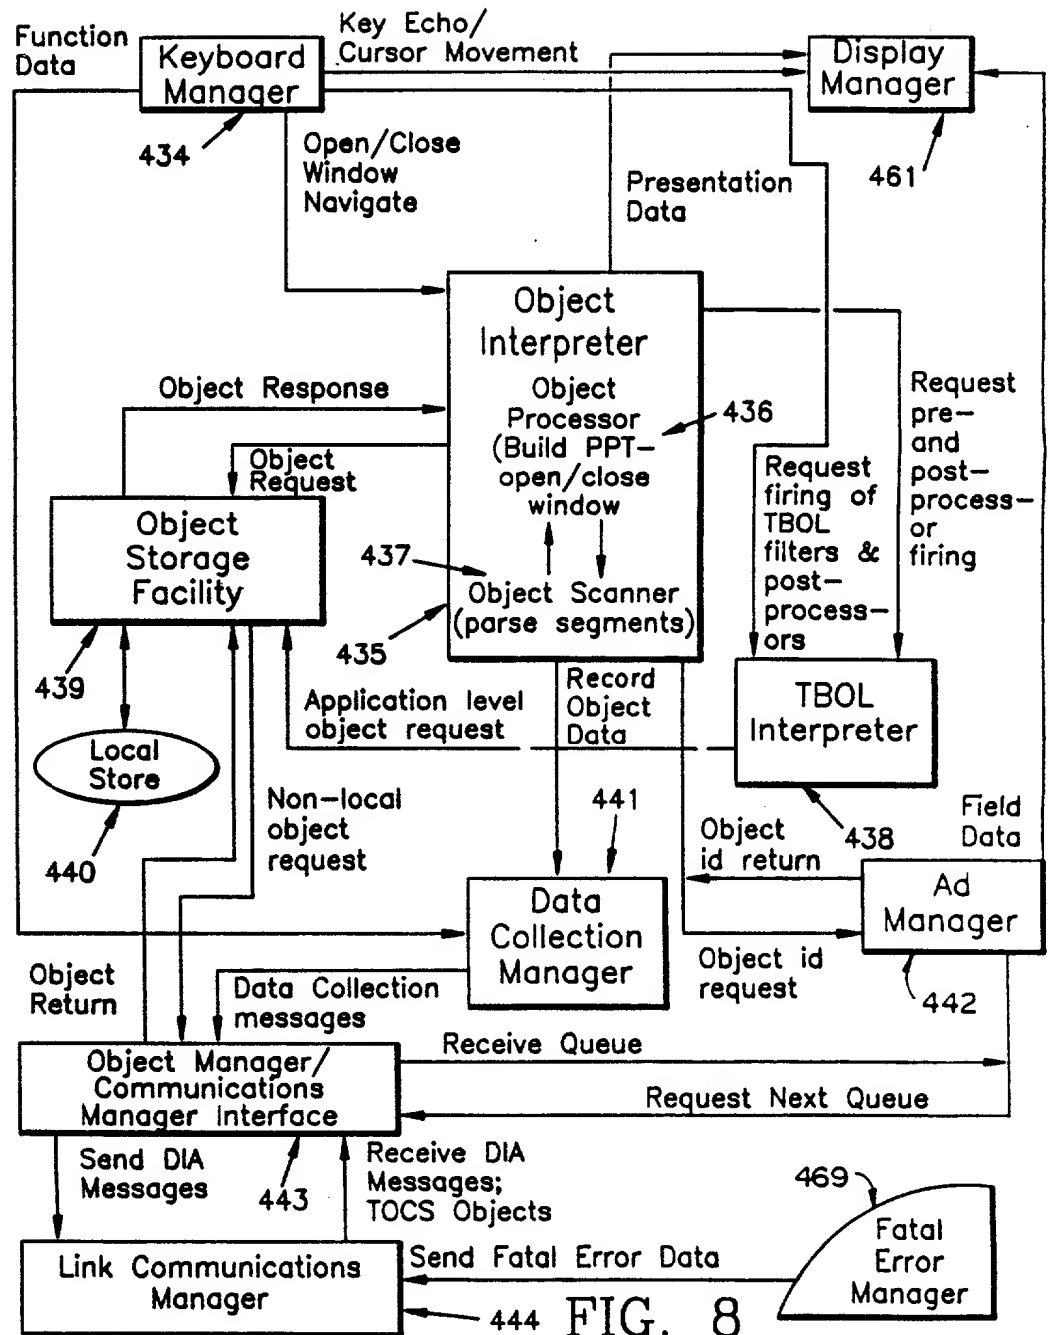 Function
Data
Keyboard
Manager
Key Echo/
Cursor Movement
Display
Manager
434
Open/Close
Window
Navigate
461
Presentation
Data
Object
Interpreter
Object
Processor
(Build PPT-
open/close
window
436
Object Response
Object
Request
Request
pre-
and
post-
process-
or
firing
Request
firing of
TBOL
filters &
post-
process-
ors
Object
Storage
Facility
437
Object Scanner
(parse segments)
435
439
Application level
object request
Record
Object
Data
TBOL
Interpreter
Local
Store
440
Non-local
object
request
441
438
Object
id return
Field
Data
Data
Collection
Manager
Ad
Manager
Object id
request
442
Object
Return
Data Collection
messages
Object Manager/
Communications
Manager Interface
Receive Queue
Request Next Queue
Send DIA
Messages
443
Receive DIA
Messages;
TOCS Objects
469
Fatal
Error
Manager
Link Communications
Manager
Send Fatal Error Data
444
FIG. 8